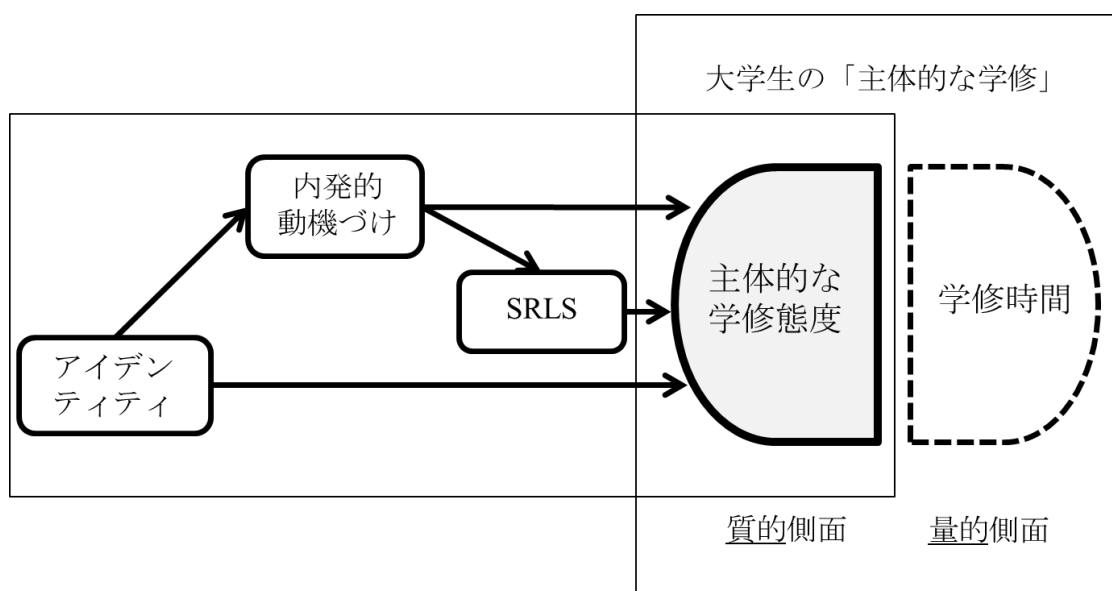 大学生の「主体的な学修」
内発的
動機づけ
SRLS
アイデン
ティティ
主体的な
学修態度
学修時間
質的側面
量的側面